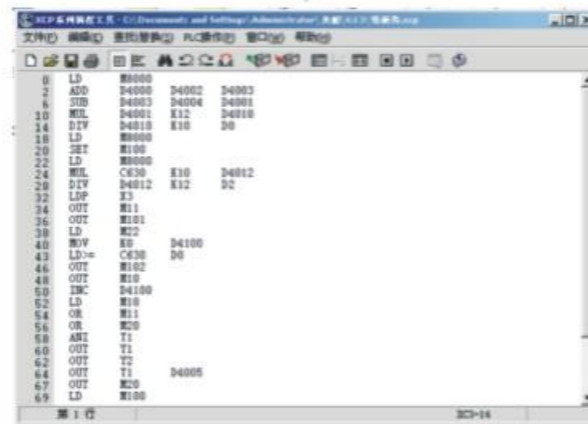 文件(F) 编辑(E) 查找\替换(S) PLC操作(P) 窗口(W) 帮助(H)
0 LD M8000
2 ADD D4000 D4002 D4003
6 SUB D4003 D4004 D4001
10 MUL D4001 K12 D4010
14 DIV D4010 K10 D0
18 LD M8000
20 SET M100
22 LD M8000
24 MUL C630 K10 D4012
28 DIV D4012 K12 D2
32 LDP X3
34 OUT M11
36 OUT M101
38 LD M22
40 MOV K0 D4100
43 LD>= C630 D0
46 OUT M102
48 OUT M10
50 INC D4100
52 LD M10
54 OR M11
56 OR M20
58 ANI T1
60 OUT Y1
62 OUT Y2
64 OUT T1 D4005
67 OUT M20
69 LD M100
第 1 行 XC3-14